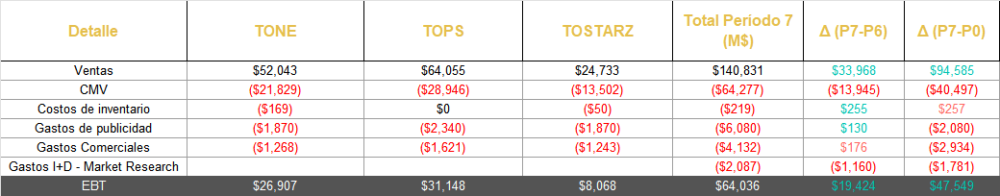 Detalle TONE TOPS TOSTARZ Total Período 7 (M$) Δ (P7-P6) Δ (P7-P0)
Ventas $52,043 $64,055 $24,733 $140,831 $33,968 $94,585
CMV ($21,829) ($28,946) ($13,502) ($64,277) ($13,945) ($40,497)
Costos de inventario ($169) $0 ($50) ($219) $255 $257
Gastos de publicidad ($1,870) ($2,340) ($1,870) ($6,080) $130 ($2,080)
Gastos Comerciales ($1,268) ($1,621) ($1,243) ($4,132) $176 ($2,934)
Gastos I+D - Market Research ($2,087) ($1,160) ($1,781)
EBT $26,907 $31,148 $8,068 $64,036 $19,424 $47,549